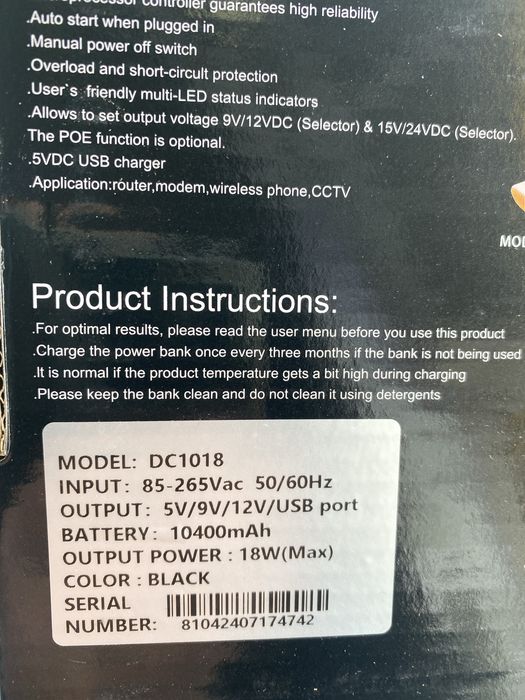 controller guarantees high reliability
.Auto start when plugged in
.Manual power off switch
.Overload and short-circult protection
.User`s friendly multi-LED status indicators
.Allows to set output voltage 9V/12VDC (Selector) & 15V/24VDC (Selector).
The POE function is optional.
.5VDC USB charger
.Application:router,modem,wireless phone,CCTV
Product Instructions:
.For optimal results, please read the user menu before you use this product
.Charge the power bank once every three months if the bank is not being used
.It is normal if the product temperature gets a bit high during charging
.Please keep the bank clean and do not clean it using detergents
MODEL: DC1018
INPUT: 85-265Vac 50/60Hz
OUTPUT: 5V/9V/12V/USB port
BATTERY: 10400mAh
OUTPUT POWER : 18W(Max)
COLOR : BLACK
SERIAL
NUMBER: 81042407174742